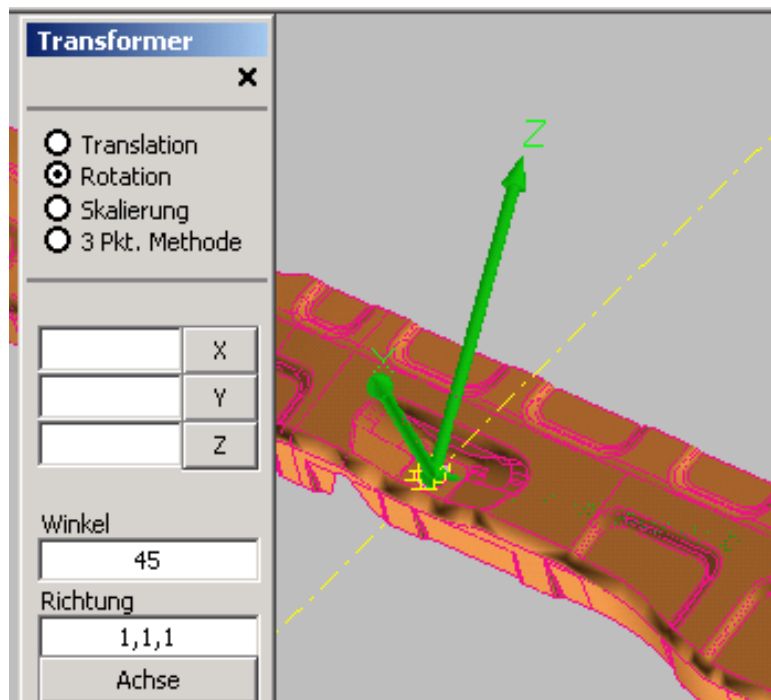 Transformer
Translation
Rotation
Skalierung
3 Pkt. Methode
X
Y
Z
Winkel
45
Richtung
1,1,1
Achse
Z
Y